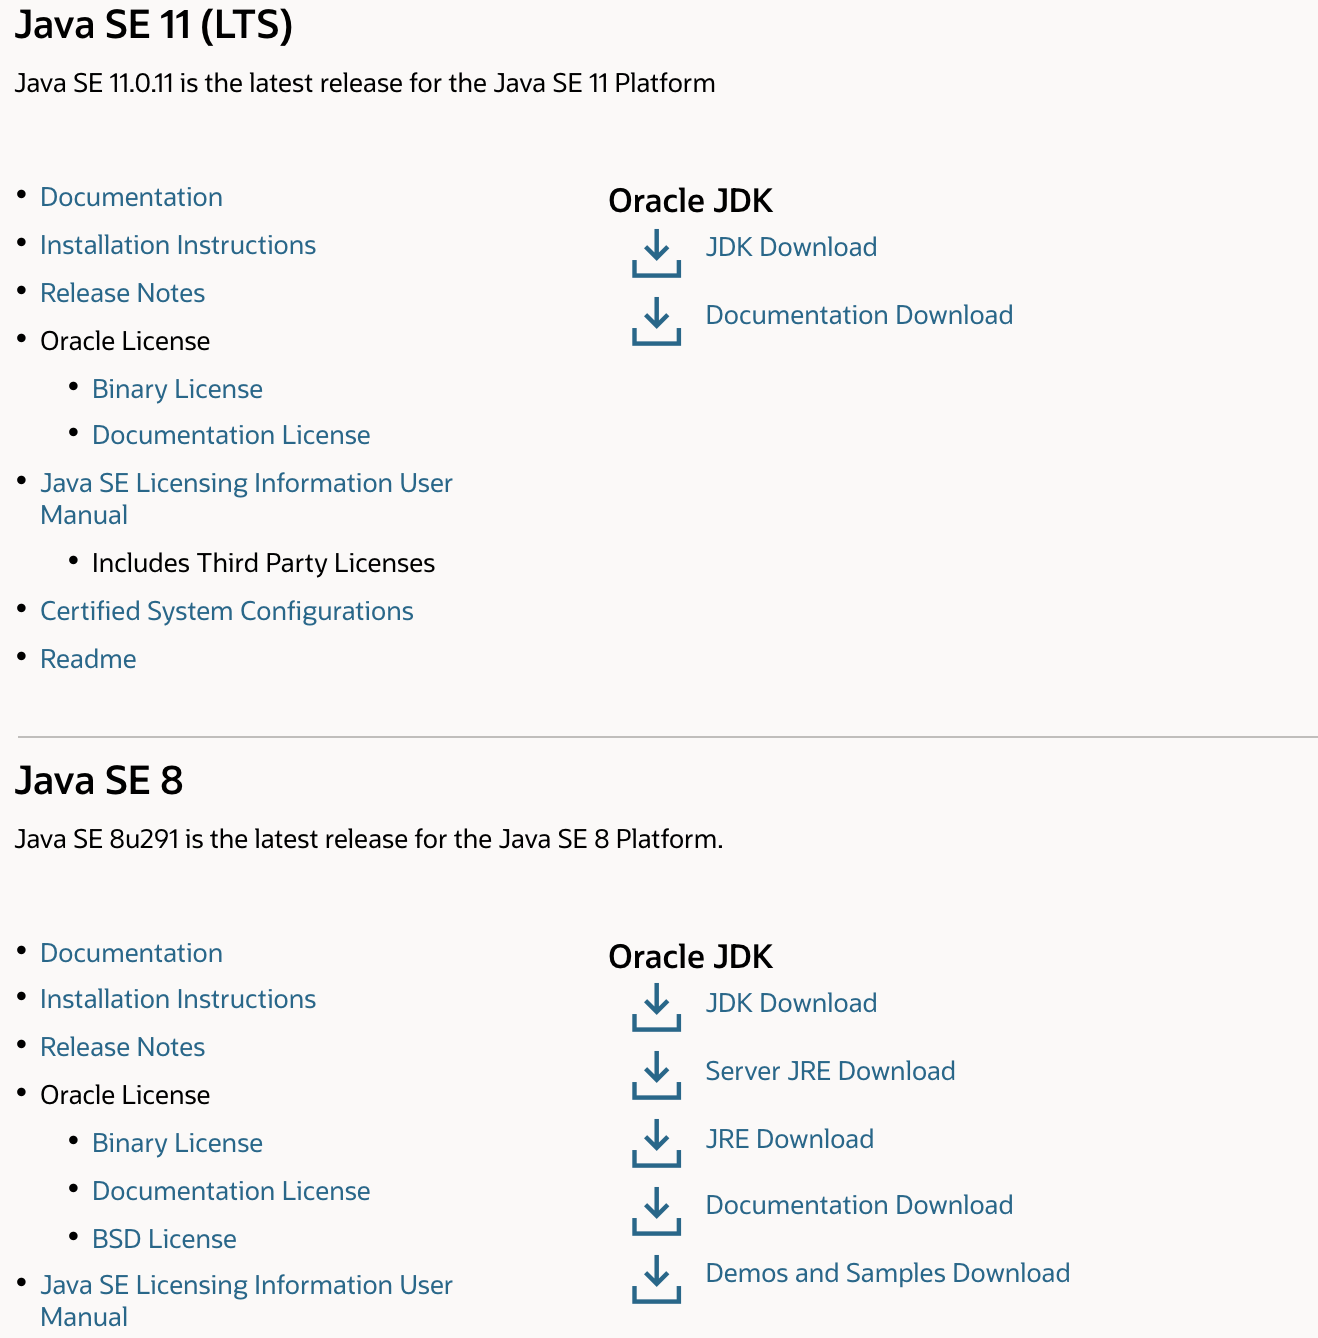 Java SE 11 (LTS)
Java SE 11.0.11 is the latest release for the Java SE 11 Platform
Documentation
Installation Instructions
Release Notes
Oracle License
Binary License
Documentation License
Java SE Licensing Information User
Manual
Includes Third Party Licenses
Certified System Configurations
Readme
Oracle JDK
JDK Download
Documentation Download
Java SE 8
Java SE 8u291 is the latest release for the Java SE 8 Platform.
Documentation
Installation Instructions
Release Notes
Oracle License
Binary License
Documentation License
BSD License
Java SE Licensing Information User
Manual
Oracle JDK
JDK Download
Server JRE Download
JRE Download
Documentation Download
Demos and Samples Download